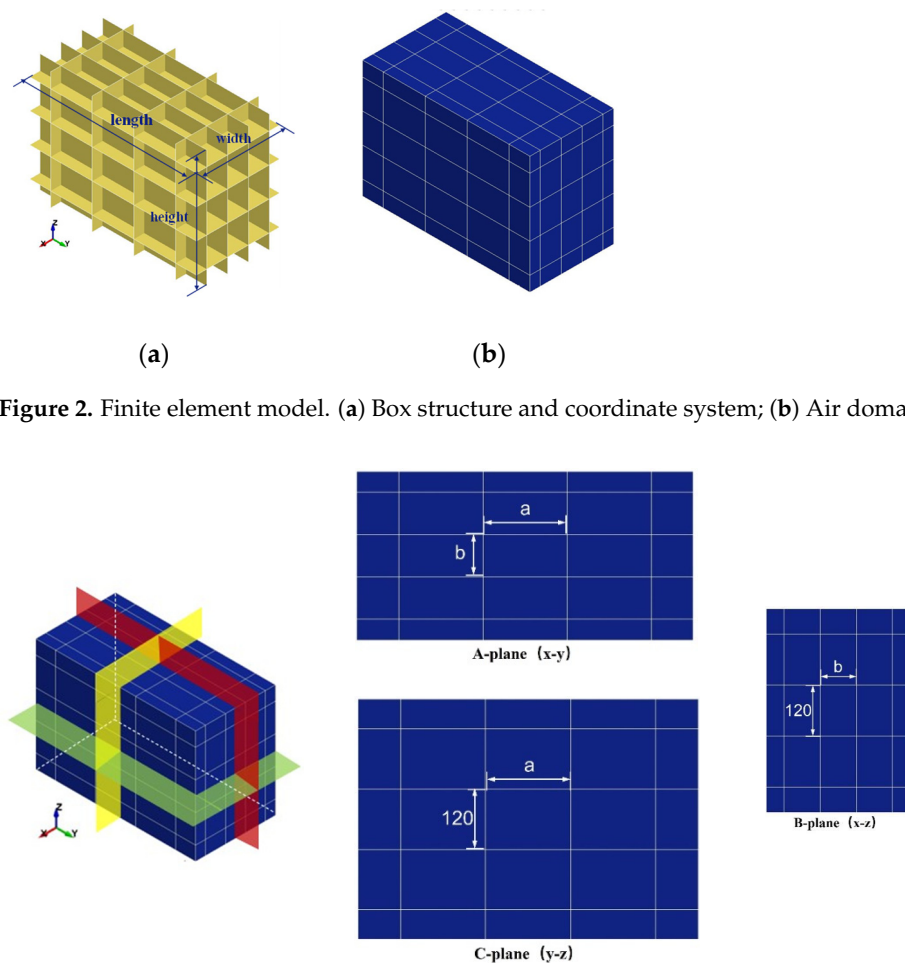 length
width
height
Z
X
Y
(a)
(b)
Figure 2. Finite element model. (a) Box structure and coordinate system; (b) Air doma
a
b
A-plane (x-y)
b
120
B-plane (x-z)
Z
X
Y
a
120
C-plane (y-z)